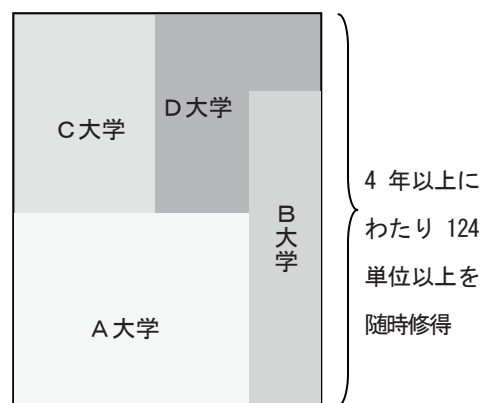 C大学
D大学
B大学
A大学
4 年以上に
わたり 124
単位以上を
随時修得